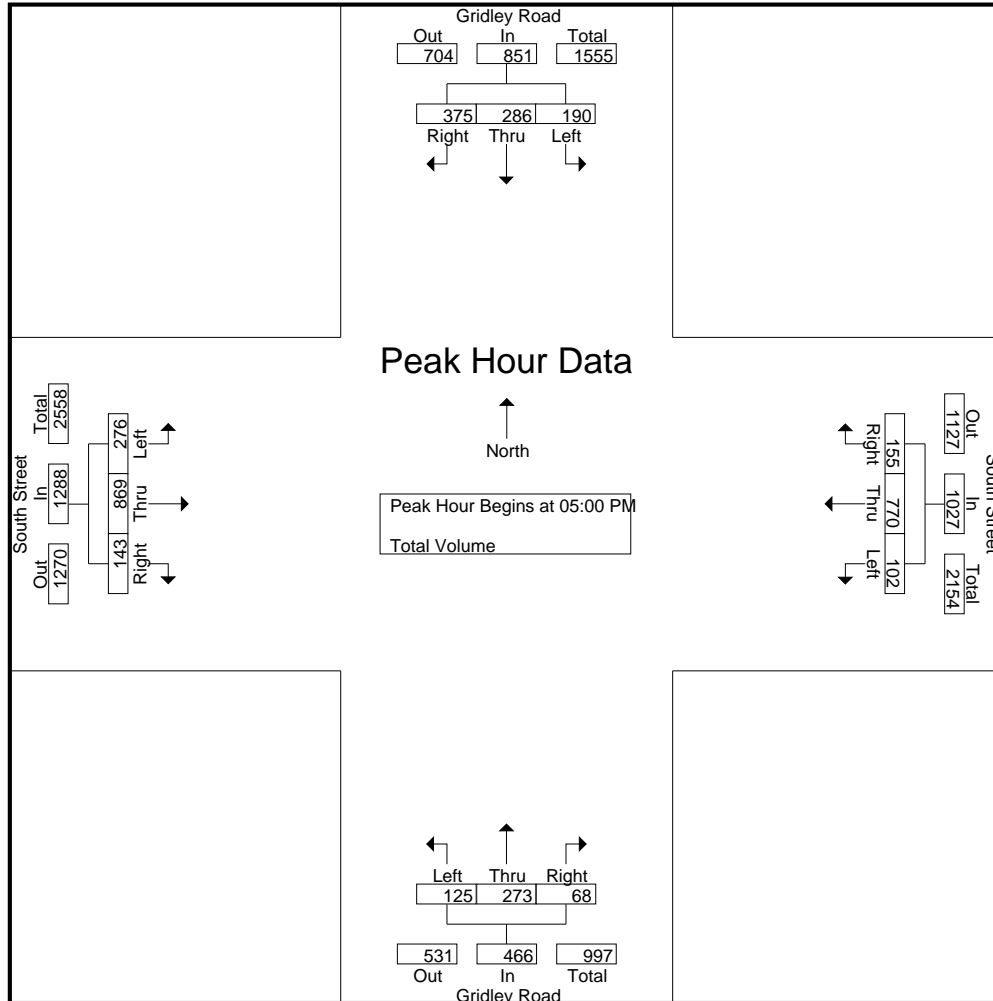 Gridley Road
Out In Total
704 851 1555
375 286 190
Right Thru Left
Peak Hour Data
North
Peak Hour Begins at 05:00 PM
Total Volume
South Street
Total In Out
2558 1288 1270
276 869 143
Left Thru Right
South Street
Out In Total
1127 1027 2154
155 770 102
Right Thru Left
Left Thru Right
125 273 68
531 466 997
Out In Total
Gridley Road